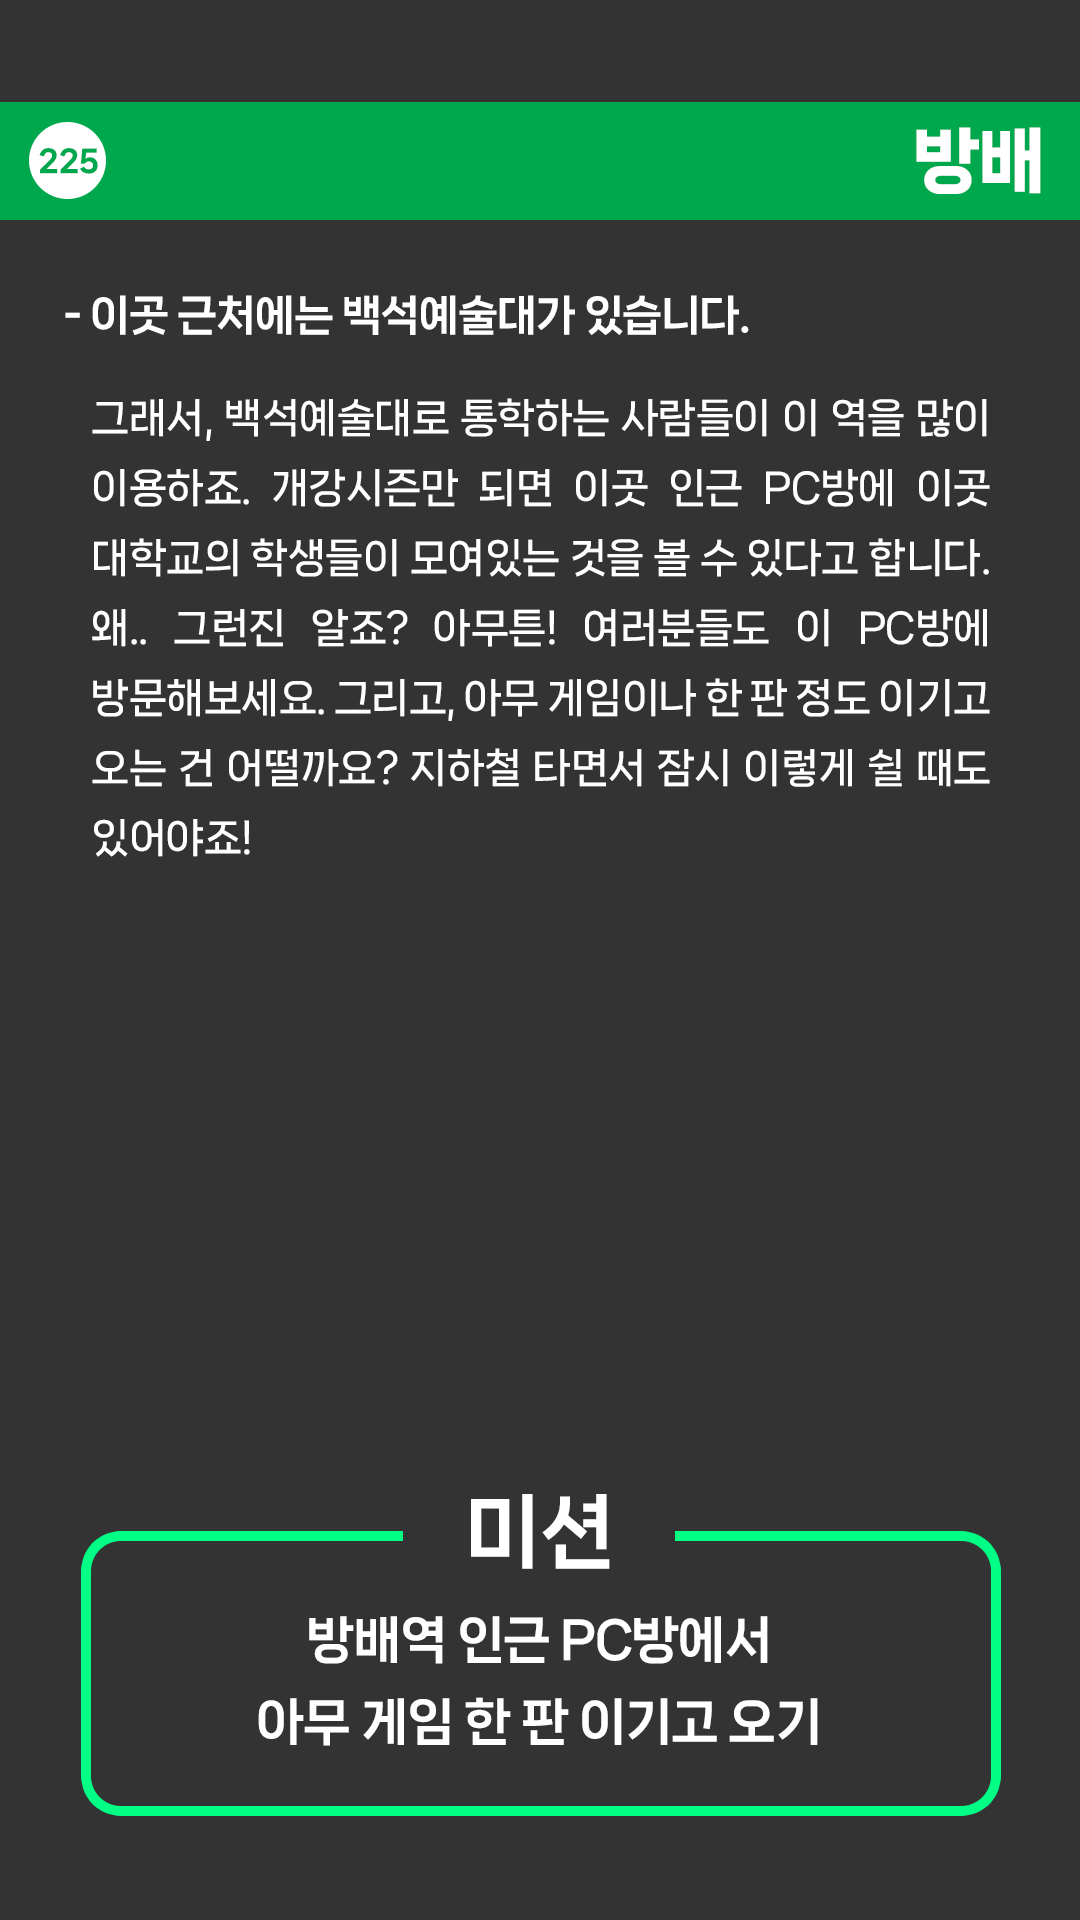 225
방배
- 이곳 근처에는 백석예술대가 있습니다.
그래서, 백석예술대로 통학하는 사람들이 이 역을 많이
이용하죠. 개강시즌만 되면 이곳 인근 PC방에 이곳
대학교의 학생들이 모여있는 것을 볼 수 있다고 합니다.
왜.. 그런진 알죠? 아무튼! 여러분들도 이 PC방에
방문해보세요. 그리고, 아무 게임이나 한 판 정도 이기고
오는 건 어떨까요? 지하철 타면서 잠시 이렇게 쉴 때도
있어야죠!
미션
방배역 인근 PC방에서
아무 게임 한 판 이기고 오기